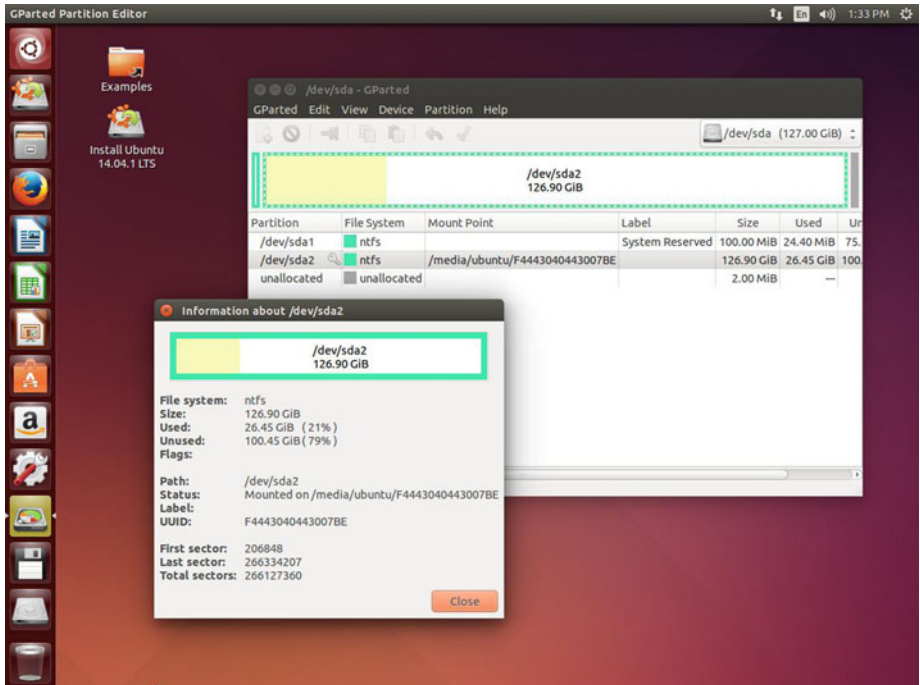 GParted Partition Editor
En
1:33 PM
Examples
Install Ubuntu
14.04.1 LTS
/dev/sda - GParted
GParted Edit View Device Partition Help
/dev/sda (127.00 GiB)
/dev/sda2
126.90 GiB
Partition File System Mount Point Label Size Used Un
/dev/sda1 ntfs System Reserved 100.00 MiB 24.40 MiB 75.
/dev/sda2 ntfs /media/ubuntu/F4443040443007BE 126.90 GiB 26.45 GiB 100.
unallocated unallocated 2.00 MiB —
Information about /dev/sda2
/dev/sda2
126.90 GiB
File system: ntfs
Size: 126.90 GiB
Used: 26.45 GiB (21%)
Unused: 100.45 GiB (79%)
Flags:
Path: /dev/sda2
Status: Mounted on /media/ubuntu/F4443040443007BE
Label:
UUID: F4443040443007BE
First sector: 206848
Last sector: 266334207
Total sectors: 266127360
Close